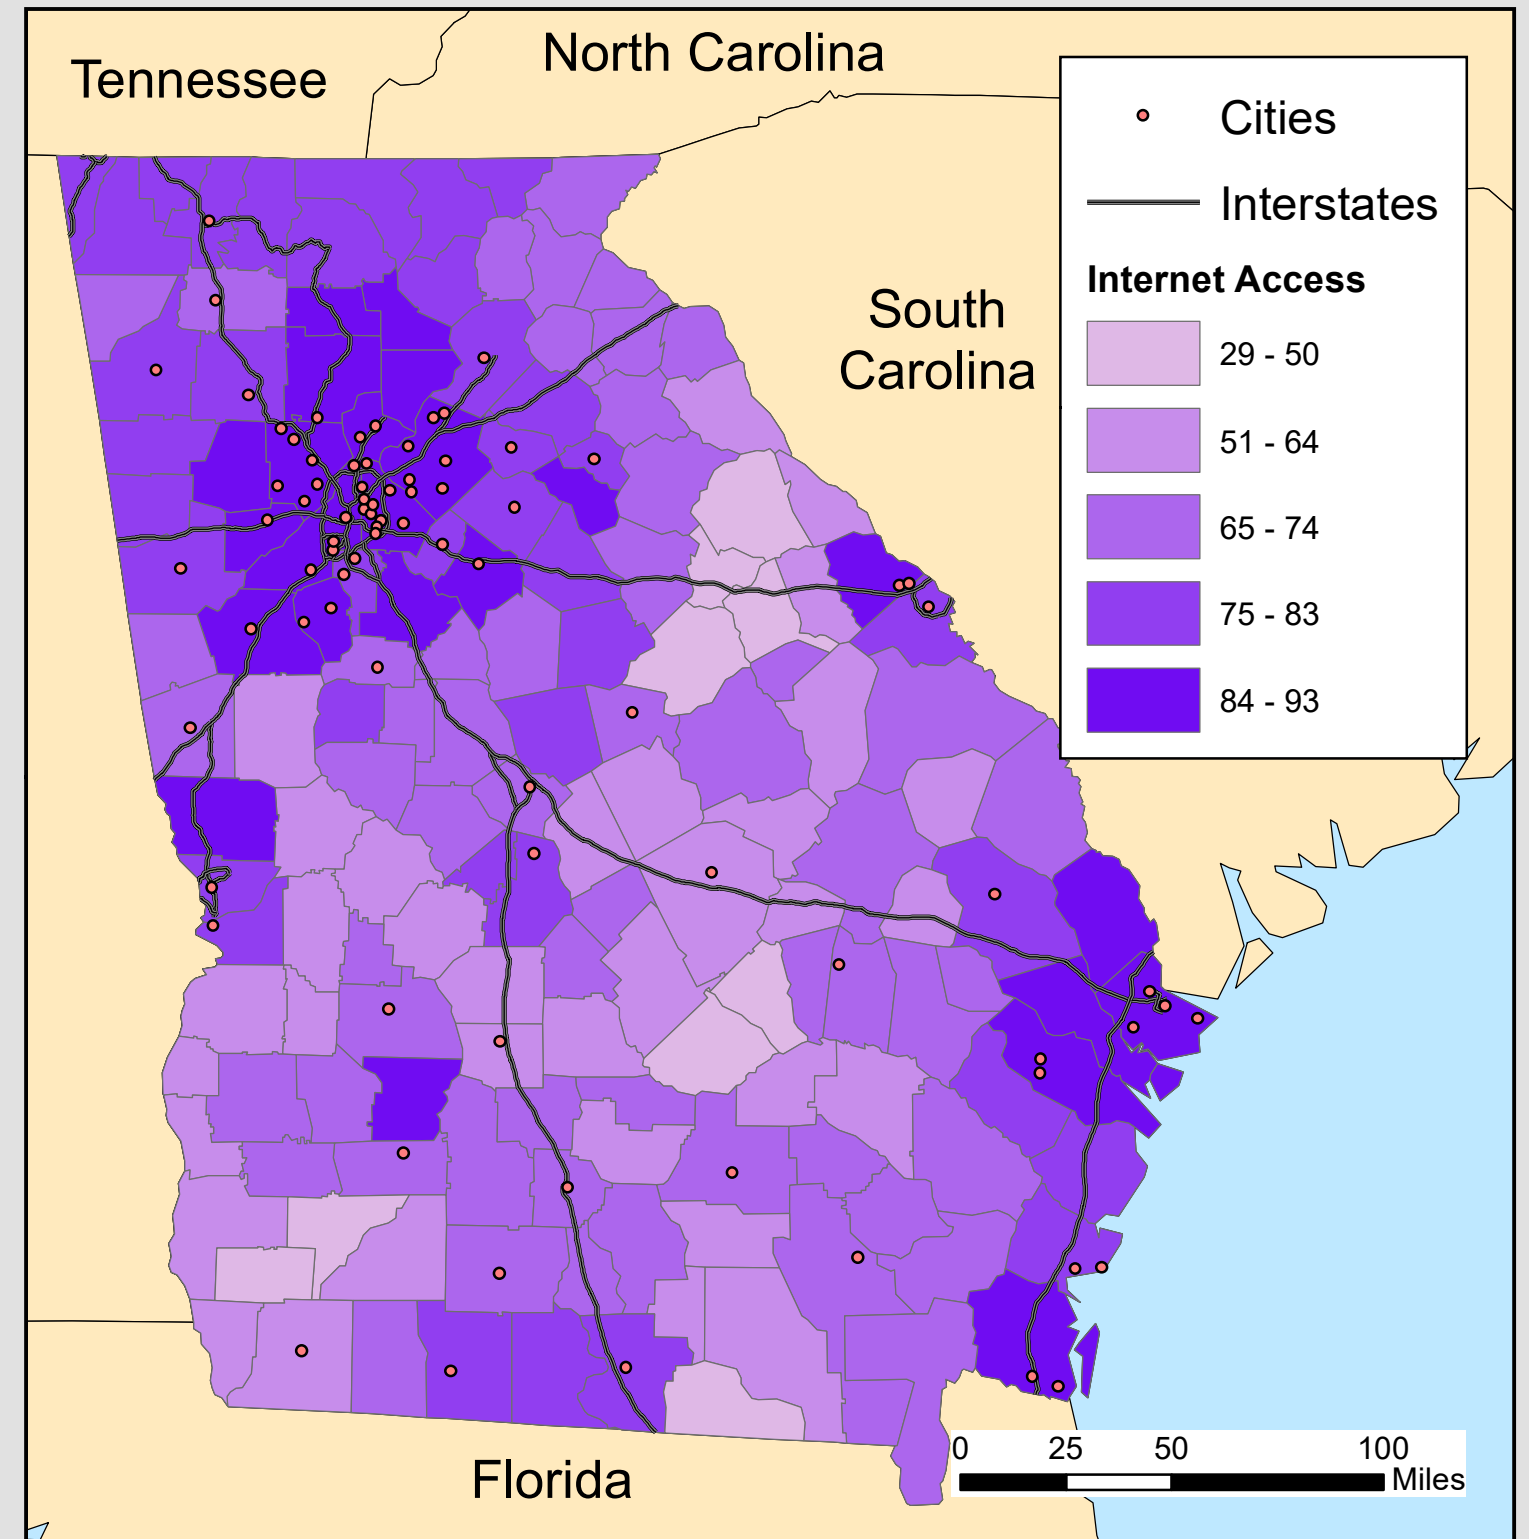 Tennessee
North Carolina
South
Carolina
Florida
Cities
Interstates
Internet Access
29 - 50
51 - 64
65 - 74
75 - 83
84 - 93
0 25 50 100
Miles